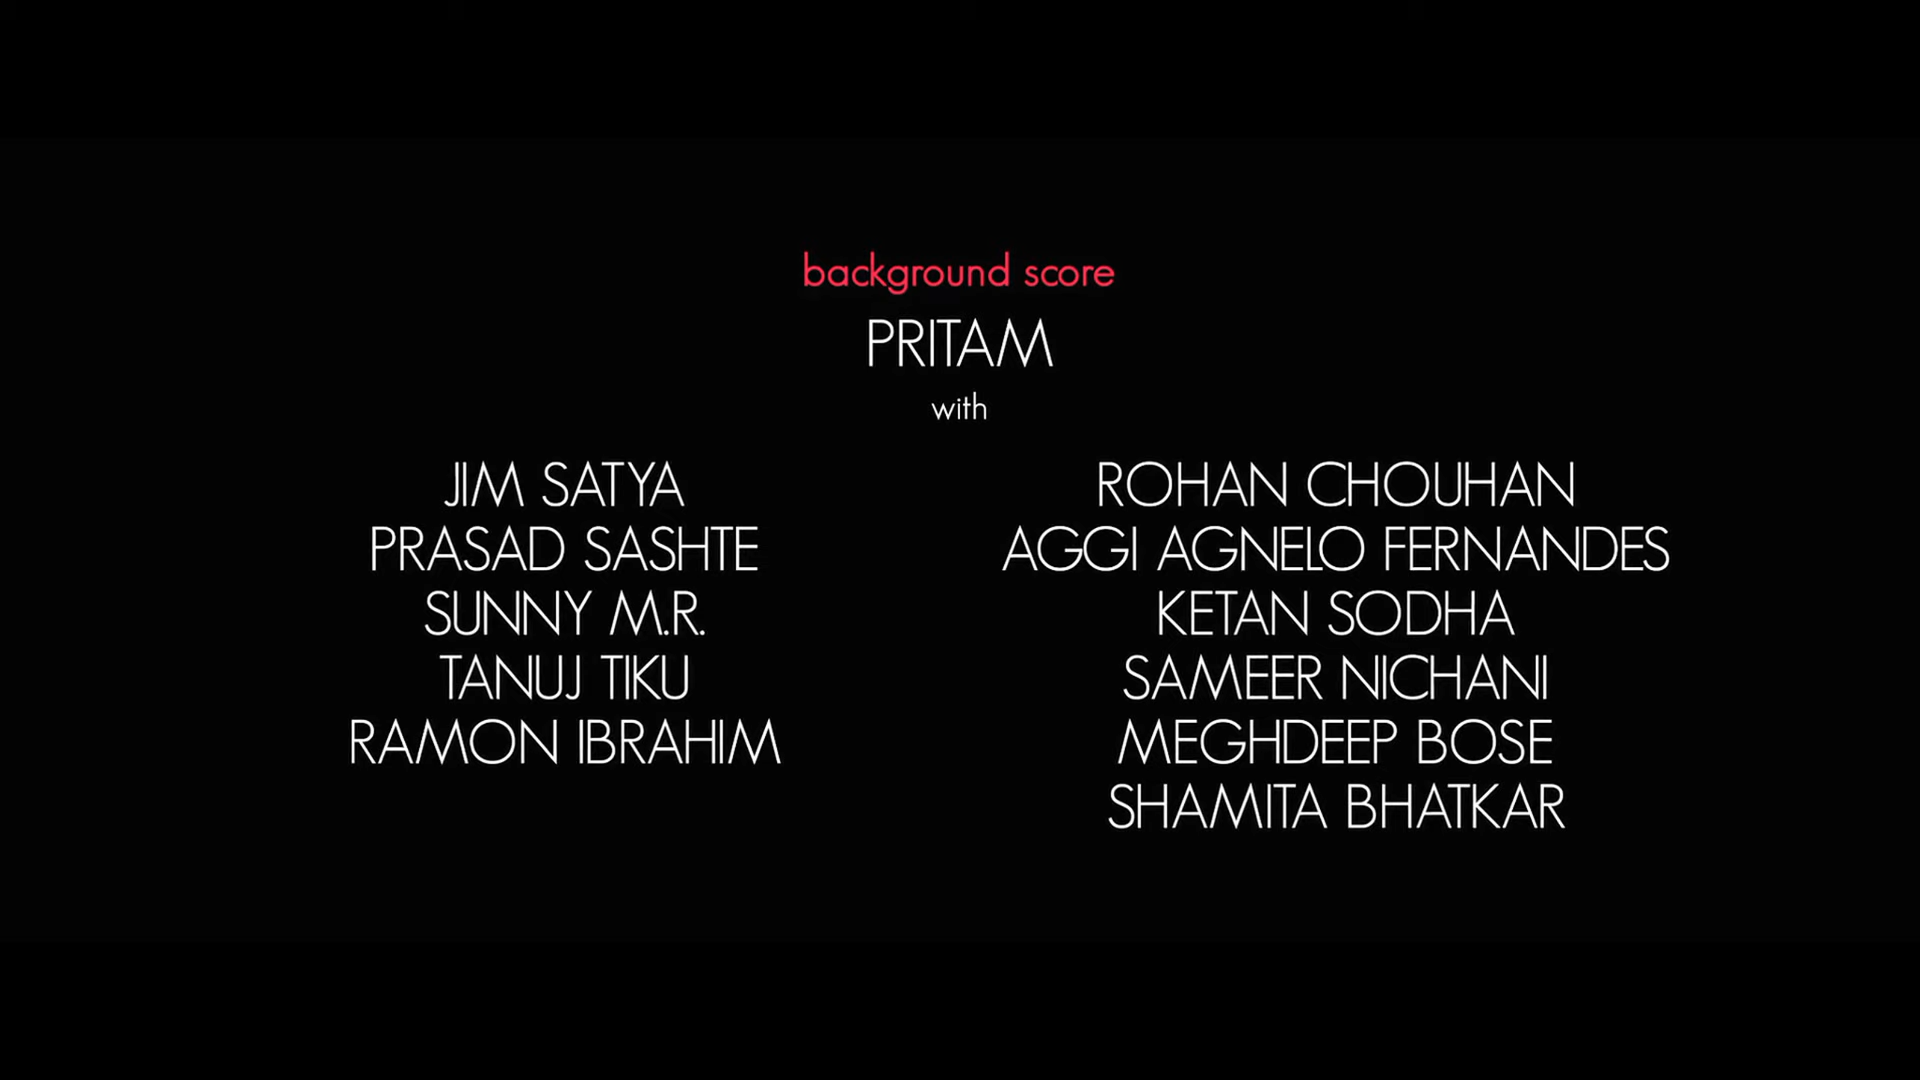 background score
PRITAM
with
JIM SATYA
PRASAD SASHTE
SUNNY M.R.
TANUJ TIKU
RAMON IBRAHIM
ROHAN CHOUHAN
AGGI AGNELO FERNANDES
KETAN SODHA
SAMEER NICHANI
MEGHDEEP BOSE
SHAMITA BHATKAR